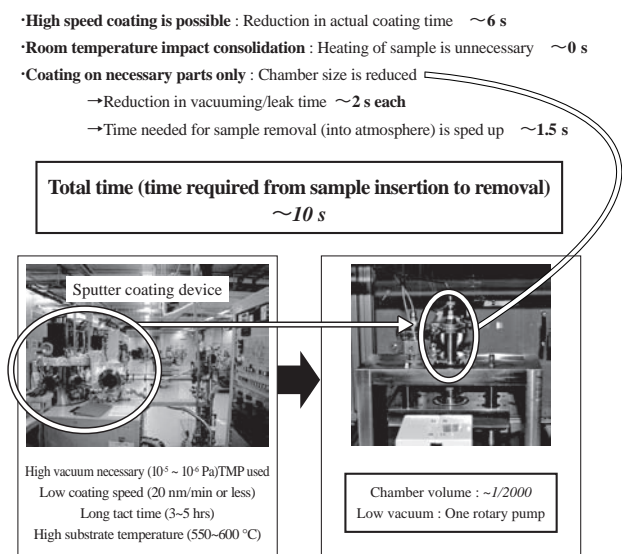 ·High speed coating is possible : Reduction in actual coating time ～6 s
·Room temperature impact consolidation : Heating of sample is unnecessary ～0 s
·Coating on necessary parts only : Chamber size is reduced
→Reduction in vacuuming/leak time ～2 s each
→Time needed for sample removal (into atmosphere) is sped up ～1.5 s
Total time (time required from sample insertion to removal)
～10 s
Sputter coating device
High vacuum necessary (10⁻⁵ ~ 10⁻⁶ Pa)TMP used
Low coating speed (20 nm/min or less)
Long tact time (3~5 hrs)
High substrate temperature (550~600 °C)
Chamber volume : ~1/2000
Low vacuum : One rotary pump